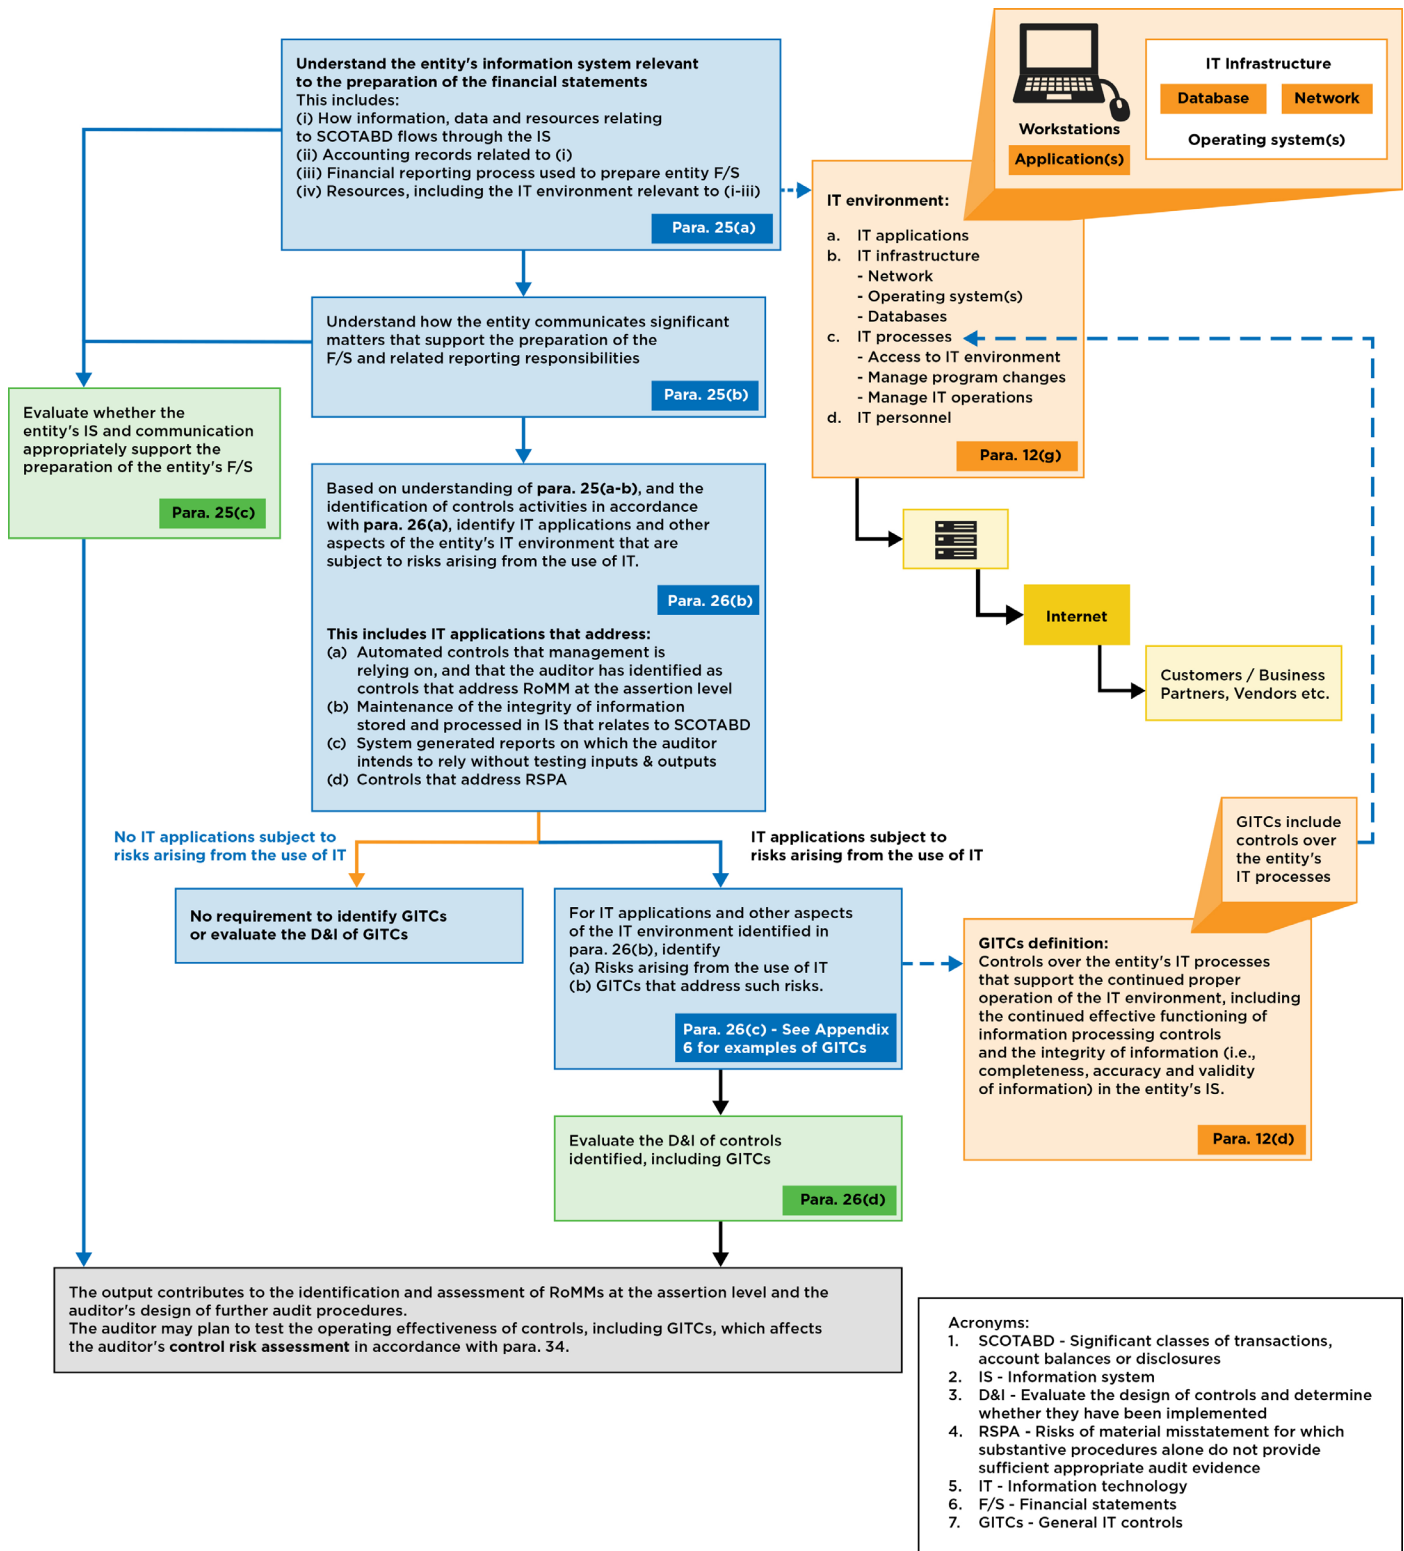 Understand the entity's information system relevant
to the preparation of the financial statements
This includes:
(i) How information, data and resources relating
to SCOTABD flows through the IS
(ii) Accounting records related to (i)
(iii) Financial reporting process used to prepare entity F/S
(iv) Resources, including the IT environment relevant to (i-iii)
Para. 25(a)
Workstations
Application(s)
IT Infrastructure
Database
Network
Operating system(s)
IT environment:
a. IT applications
b. IT infrastructure
- Network
- Operating system(s)
- Databases
c. IT processes
- Access to IT environment
- Manage program changes
- Manage IT operations
d. IT personnel
Para. 12(g)
Understand how the entity communicates significant
matters that support the preparation of the
F/S and related reporting responsibilities
Para. 25(b)
Evaluate whether the
entity's IS and communication
appropriately support the
preparation of the entity's F/S
Para. 25(c)
Based on understanding of para. 25(a-b), and the
identification of controls activities in accordance
with para. 26(a), identify IT applications and other
aspects of the entity's IT environment that are
subject to risks arising from the use of IT.
Para. 26(b)
This includes IT applications that address:
(a) Automated controls that management is
relying on, and that the auditor has identified as
controls that address RoMM at the assertion level
(b) Maintenance of the integrity of information
stored and processed in IS that relates to SCOTABD
(c) System generated reports on which the auditor
intends to rely without testing inputs & outputs
(d) Controls that address RSPA
Internet
Customers / Business
Partners, Vendors etc.
No IT applications subject to
risks arising from the use of IT
IT applications subject to
risks arising from the use of IT
No requirement to identify GITCs
or evaluate the D&I of GITCs
For IT applications and other aspects
of the IT environment identified in
para. 26(b), identify
(a) Risks arising from the use of IT
(b) GITCs that address such risks.
Para. 26(c) - See Appendix
6 for examples of GITCs
GITCs include
controls over
the entity's
IT processes
GITCs definition:
Controls over the entity's IT processes
that support the continued proper
operation of the IT environment, including
the continued effective functioning of
information processing controls
and the integrity of information (i.e.,
completeness, accuracy and validity
of information) in the entity's IS.
Para. 12(d)
Evaluate the D&I of controls
identified, including GITCs
Para. 26(d)
The output contributes to the identification and assessment of RoMMs at the assertion level and the
auditor's design of further audit procedures.
The auditor may plan to test the operating effectiveness of controls, including GITCs, which affects
the auditor's control risk assessment in accordance with para. 34.
Acronyms:
1. SCOTABD - Significant classes of transactions,
account balances or disclosures
2. IS - Information system
3. D&I - Evaluate the design of controls and determine
whether they have been implemented
4. RSPA - Risks of material misstatement for which
substantive procedures alone do not provide
sufficient appropriate audit evidence
5. IT - Information technology
6. F/S - Financial statements
7. GITCs - General IT controls